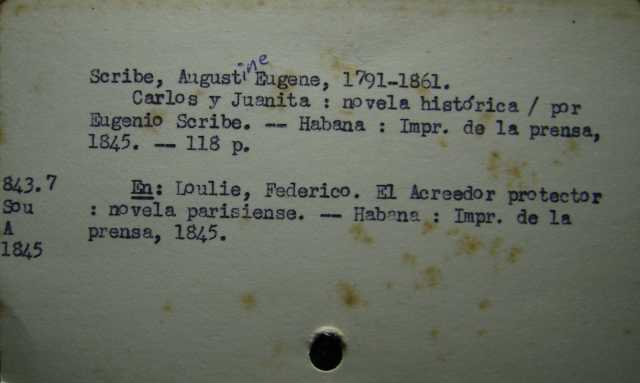 Scribe, Augustine Eugene, 1791-1861.
Carlos y Juanita : novela histórica / por
Eugenio Scribe. -- Habana : Impr. de la prensa,
1845. -- 118 p.
843.7 En: Loulie, Federico. El Acreedor protector
Sou : novela parisiense. -- Habana : Impr. de la
A prensa, 1845.
1845